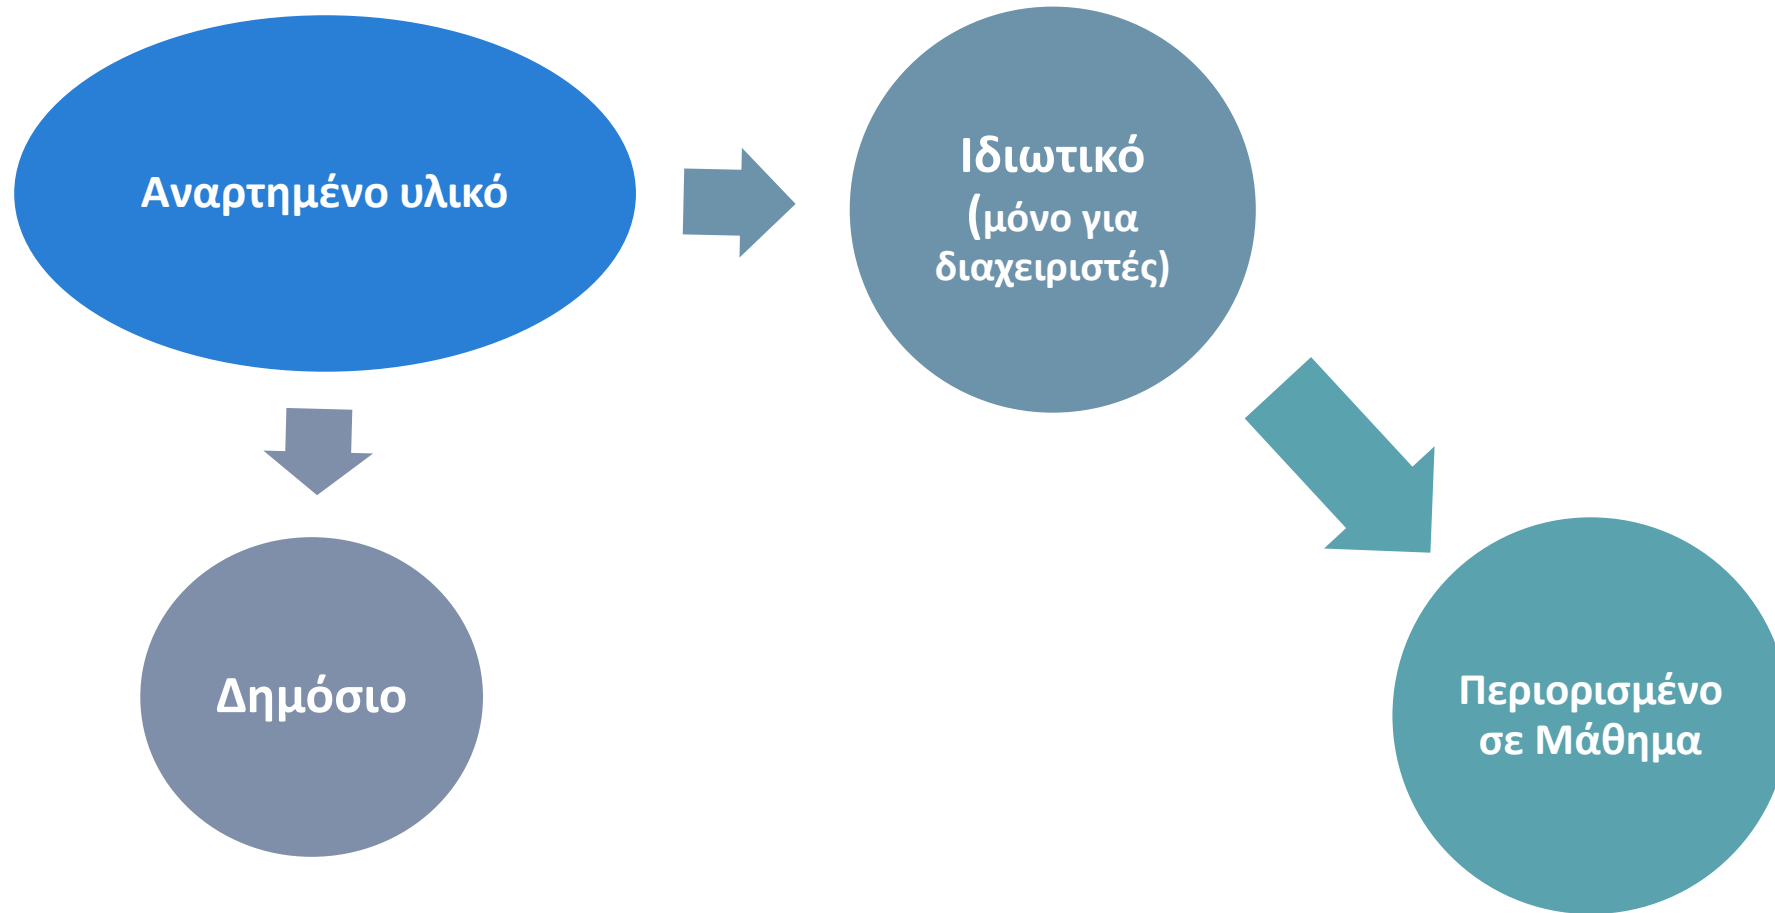 Αναρτημένο υλικό
Ιδιωτικό
(μόνο για
διαχειριστές)
Δημόσιο
Περιορισμένο
σε Μάθημα